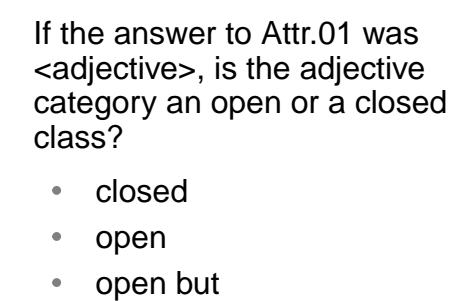 If the answer to Attr.01 was
<adjective>, is the adjective
category an open or a closed
class?
• closed
• open
• open but